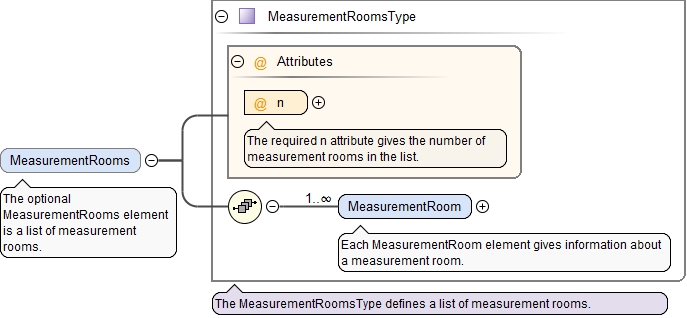 MeasurementRoomsType
@ Attributes
@ n
The required n attribute gives the number of
measurement rooms in the list.
MeasurementRooms
The optional
MeasurementRooms element
is a list of measurement
rooms.
1..∞
MeasurementRoom
Each MeasurementRoom element gives information about
a measurement room.
The MeasurementRoomsType defines a list of measurement rooms.